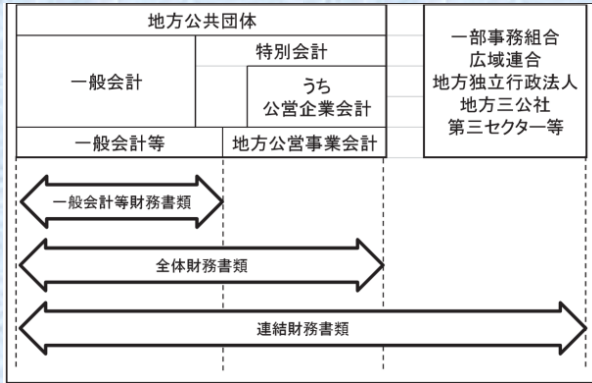 地方公共団体
一般会計
特別会計
うち
公営企業会計
一般会計等
地方公営事業会計
一部事務組合
広域連合
地方独立行政法人
地方三公社
第三セクター等
一般会計等財務書類
全体財務書類
連結財務書類